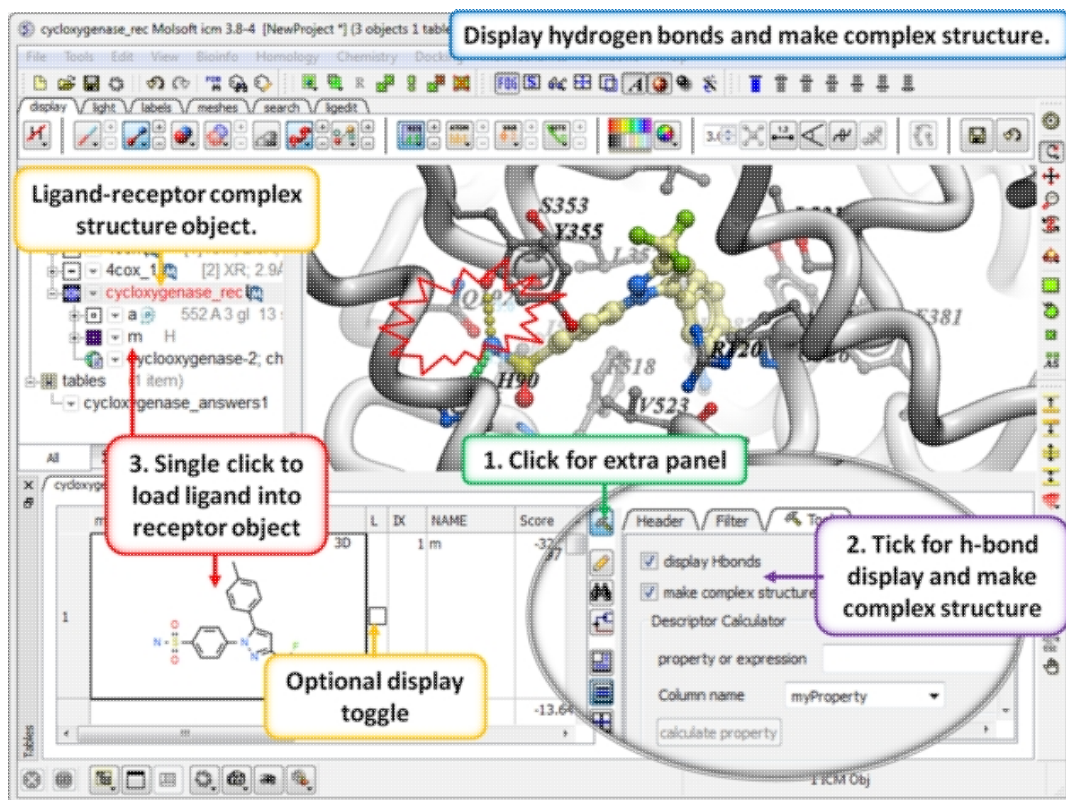 cycloxygenase_rec Molsoft icm 3.8-4 [NewProject *] (3 objects 1 table
Display hydrogen bonds and make complex structure.
File Tools Edit View Bioinfo Homology Chemistry
display light labels meshes search ligedit
Ligand-receptor complex
structure object.
4cox_1 [2] XR; 2.9Å
cycloxygenase_rec
a 552 A 3 gl 13
m H
cyclooxygenase-2; ch
tables (1 item)
cycloxygenase_answers1
All
S353
Y355
H90
R120
E381
S18
V523
1. Click for extra panel
3. Single click to
load ligand into
receptor object
Header Filter
display Hbonds
make complex structure
2. Tick for h-bond
display and make
complex structure
L IX NAME Score
3D
1 m
1
N S O O N N F
Descriptor Calculator
property or expression
Column name myProperty
calculate property
Optional display
toggle
-13.64
Tables
1 ICM Obj